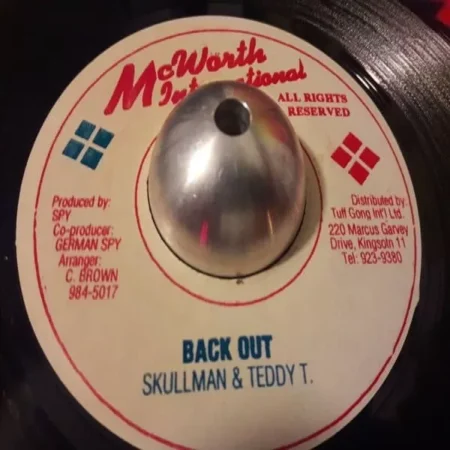 McWorth
International
ALL RIGHTS
RESERVED
Produced by:
SPY
Co-producer:
GERMAN SPY
Arranger:
C. BROWN
984-5017
Distributed by
Tuff Gong Int'l Ltd.
220 Marcus Garvey
Drive, Kingsotn 11
Tel: 923-9380
BACK OUT
SKULLMAN & TEDDY T.